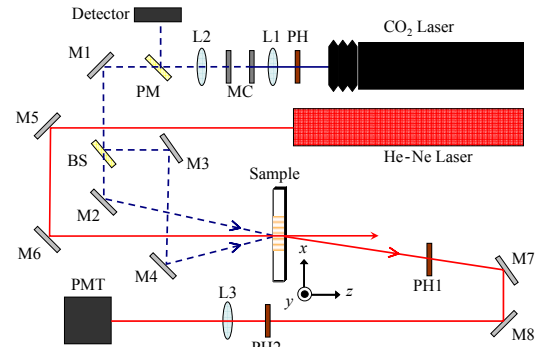 Detector
CO2 Laser
M1
L2
L1
PH
PM
MC
M5
He-Ne Laser
BS
M3
M2
Sample
M6
M4
x
y
z
PH1
M7
PMT
L3
PH2
M8